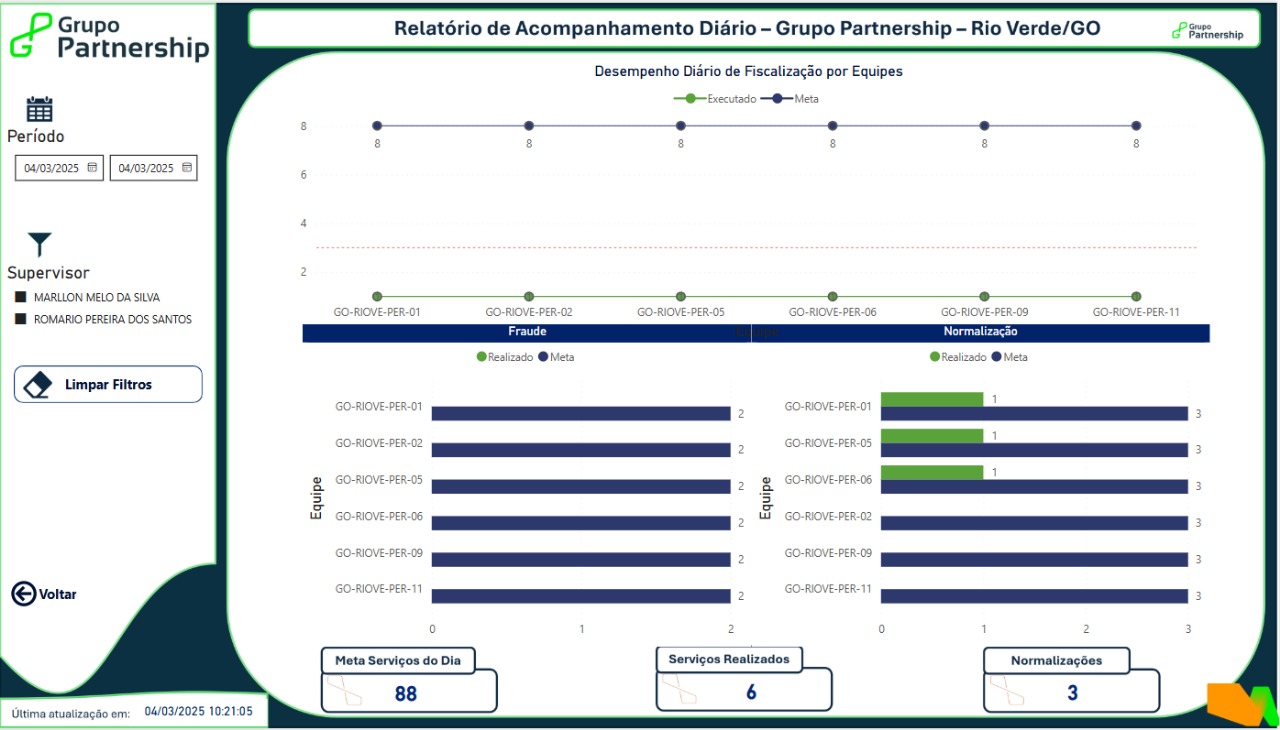 Grupo
Partnership
Relatório de Acompanhamento Diário – Grupo Partnership – Rio Verde/GO
Grupo
Partnership
Período
04/03/2025 04/03/2025
Supervisor
MARLLON MELO DA SILVA
ROMARIO PEREIRA DOS SANTOS
Limpar Filtros
Voltar
Última atualização em: 04/03/2025 10:21:05
Desempenho Diário de Fiscalização por Equipes
Executado Meta
8
8 8 8 8 8 8
6
4
2
GO-RIOVE-PER-01 GO-RIOVE-PER-02 GO-RIOVE-PER-05 GO-RIOVE-PER-06 GO-RIOVE-PER-09 GO-RIOVE-PER-11
Fraude
Realizado Meta
Equipe
GO-RIOVE-PER-01 2
GO-RIOVE-PER-02 2
GO-RIOVE-PER-05 2
GO-RIOVE-PER-06 2
GO-RIOVE-PER-09 2
GO-RIOVE-PER-11 2
0 1 2
Normalização
Realizado Meta
Equipe
GO-RIOVE-PER-01 1 3
GO-RIOVE-PER-05 1 3
GO-RIOVE-PER-06 1 3
GO-RIOVE-PER-02 3
GO-RIOVE-PER-09 3
GO-RIOVE-PER-11 3
0 1 2 3
Meta Serviços do Dia
88
Serviços Realizados
6
Normalizações
3